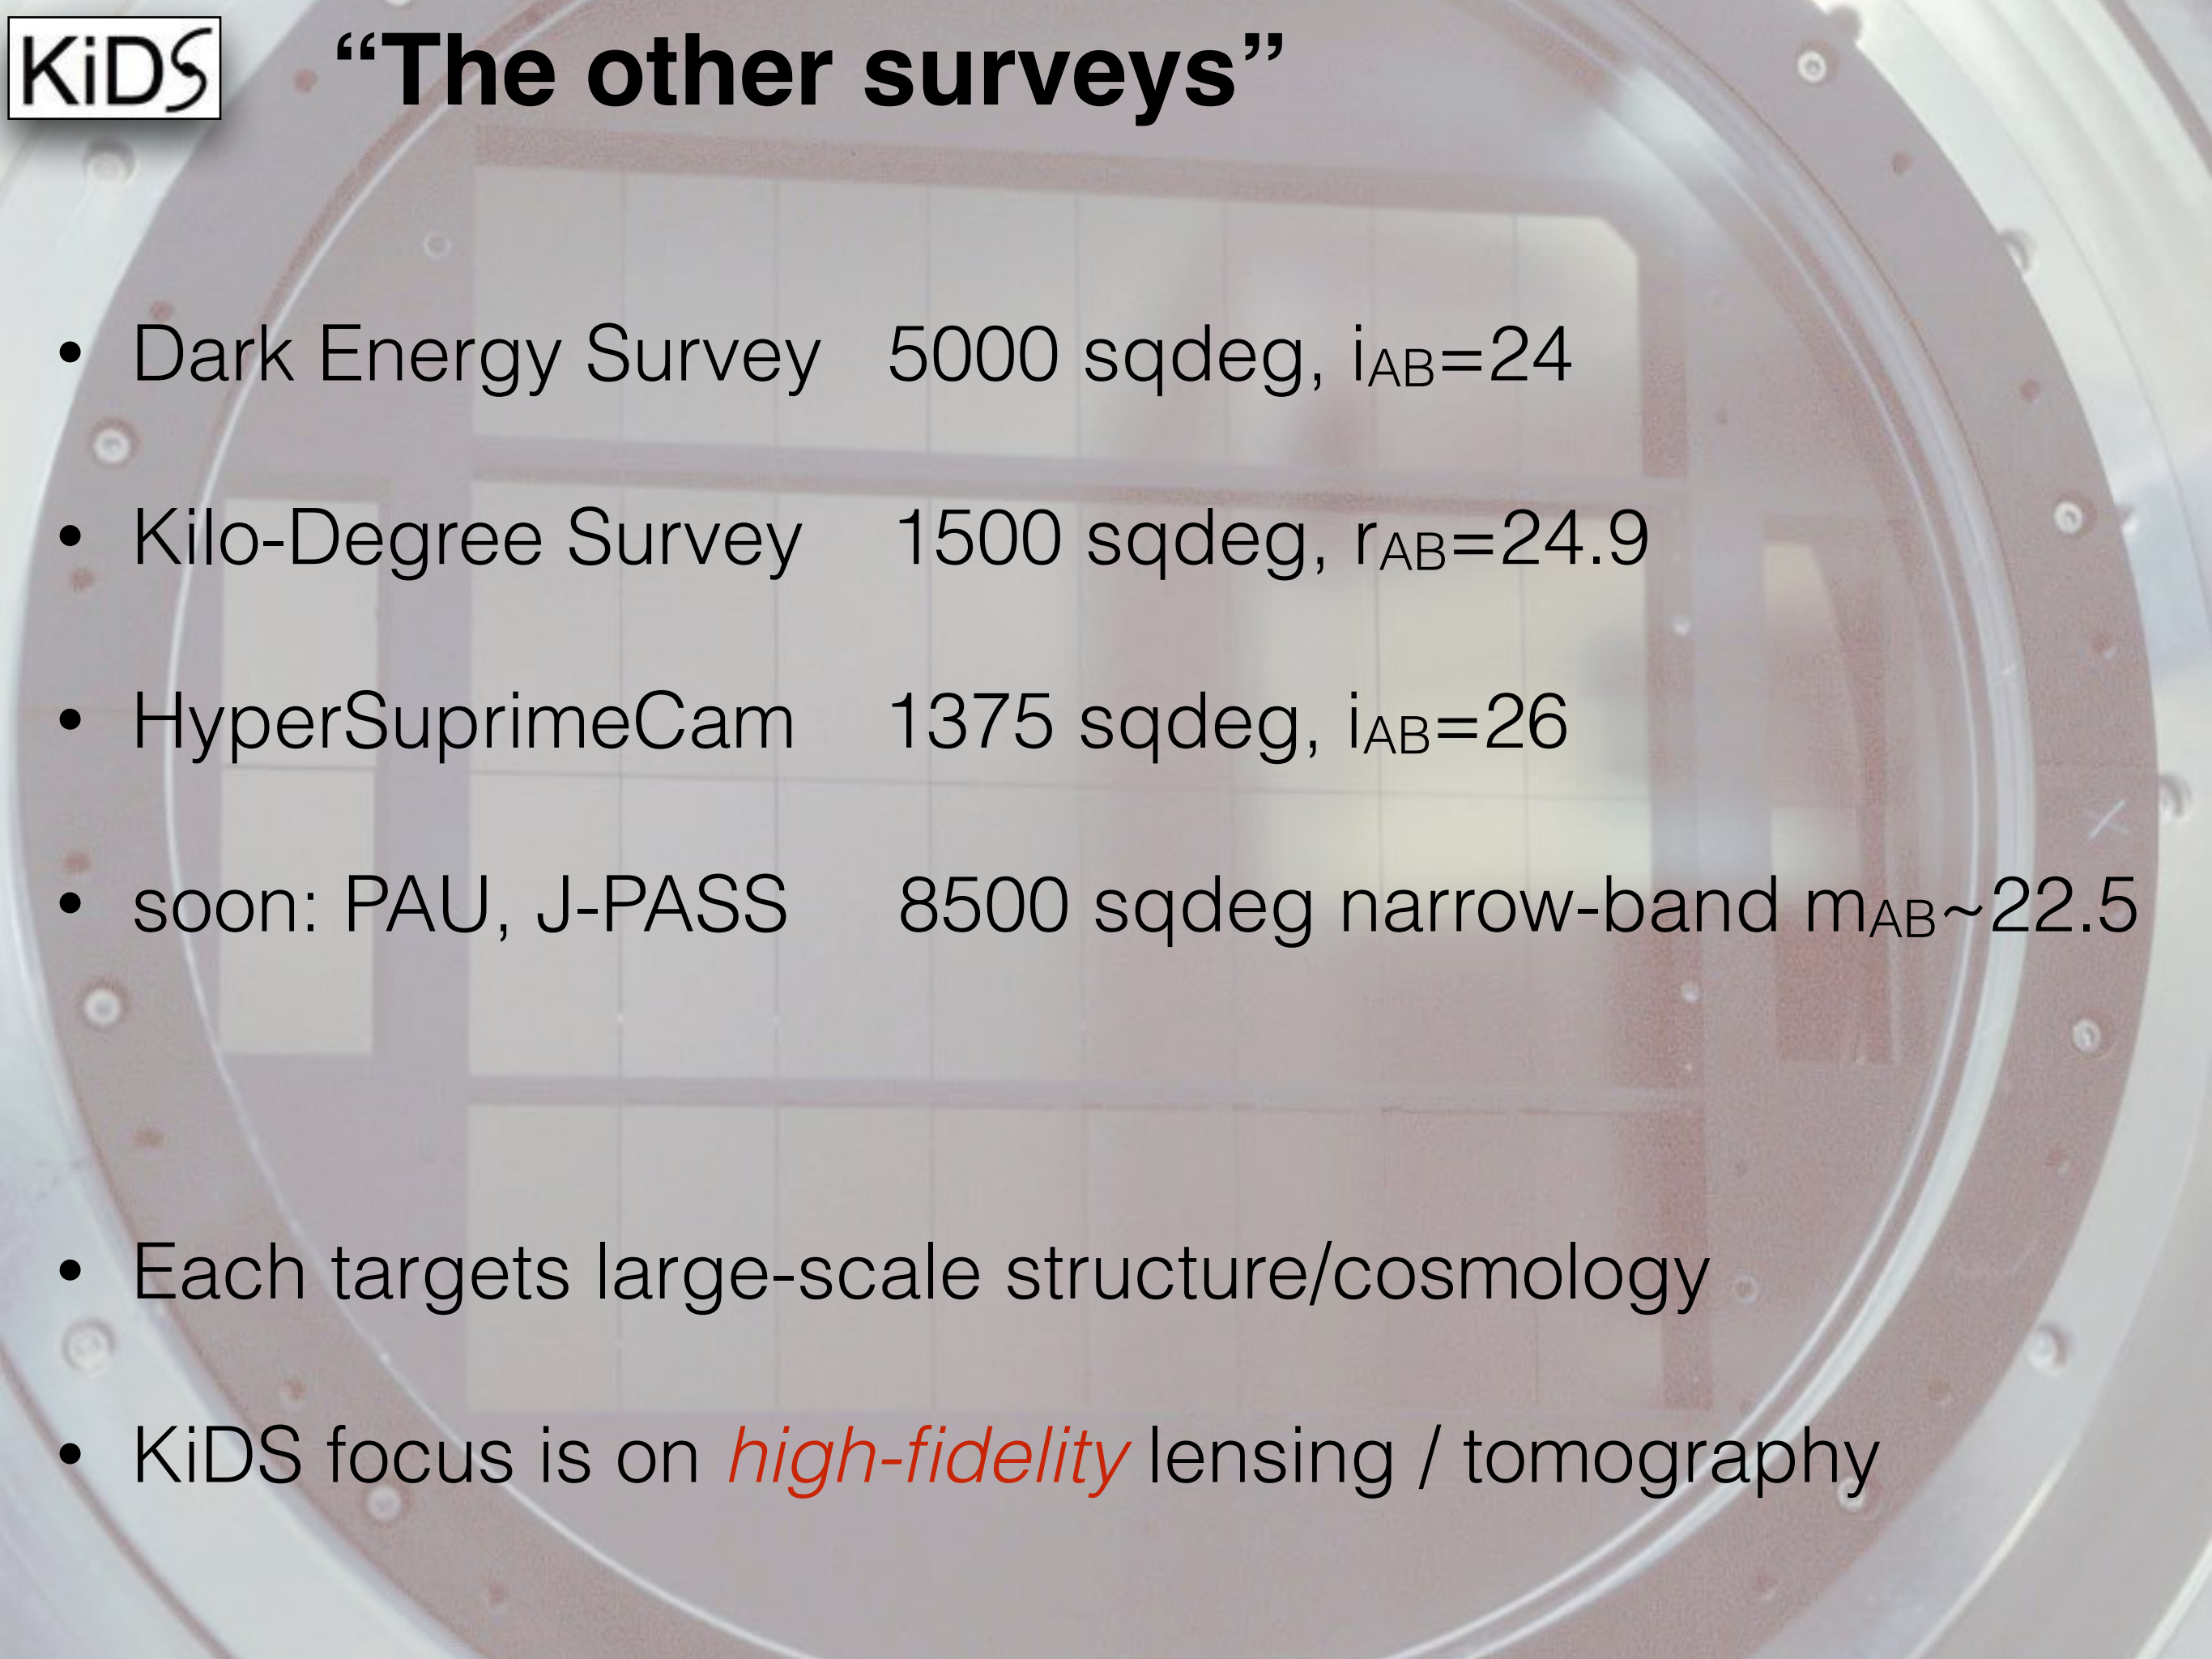 KiDS
“The other surveys”
• Dark Energy Survey 5000 sqdeg, iAB=24
• Kilo-Degree Survey 1500 sqdeg, rAB=24.9
• HyperSuprimeCam 1375 sqdeg, iAB=26
• soon: PAU, J-PASS 8500 sqdeg narrow-band mAB~22.5
• Each targets large-scale structure/cosmology
• KiDS focus is on high-fidelity lensing / tomography